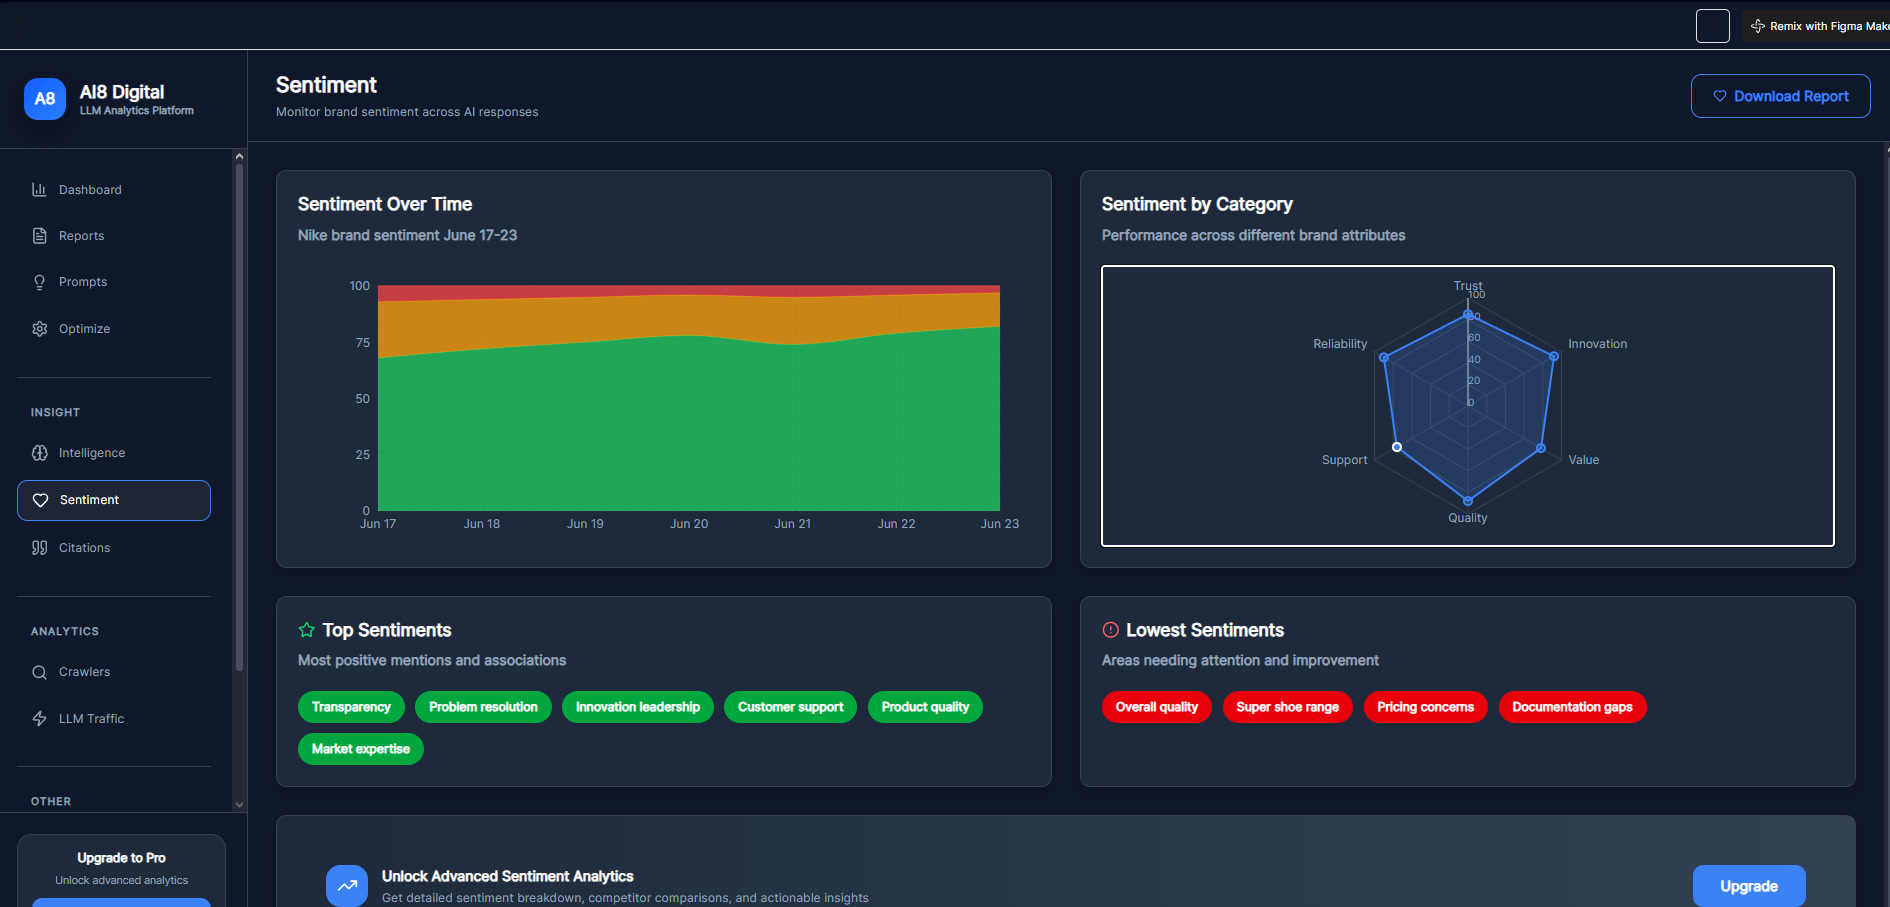 Remix with Figma Make
A8
AI8 Digital
LLM Analytics Platform
Sentiment
Monitor brand sentiment across AI responses
Download Report
Dashboard
Reports
Prompts
Optimize
INSIGHT
Intelligence
Sentiment
Citations
ANALYTICS
Crawlers
LLM Traffic
OTHER
Upgrade to Pro
Unlock advanced analytics
Sentiment Over Time
Nike brand sentiment June 17-23
100
75
50
25
0
Jun 17 Jun 18 Jun 19 Jun 20 Jun 21 Jun 22 Jun 23
Sentiment by Category
Performance across different brand attributes
Trust
100
80
60
40
20
0
Reliability
Innovation
Support
Value
Quality
Top Sentiments
Most positive mentions and associations
Transparency Problem resolution Innovation leadership Customer support Product quality
Market expertise
Lowest Sentiments
Areas needing attention and improvement
Overall quality Super shoe range Pricing concerns Documentation gaps
Unlock Advanced Sentiment Analytics
Get detailed sentiment breakdown, competitor comparisons, and actionable insights
Upgrade